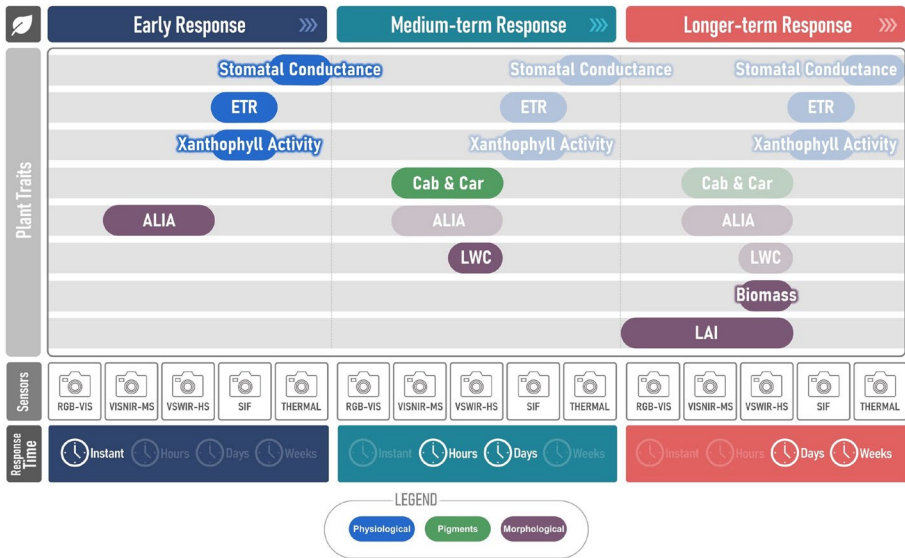 Early Response
Medium-term Response
Longer-term Response
Plant Traits
Stomatal Conductance
Stomatal Conductance
Stomatal Conductance
ETR
ETR
ETR
Xanthophyll Activity
Xanthophyll Activity
Xanthophyll Activity
Cab & Car
Cab & Car
ALIA
ALIA
ALIA
LWC
LWC
Biomass
LAI
Sensors
RGB-VIS
VISNIR-MS
VSWIR-HS
SIF
THERMAL
RGB-VIS
VISNIR-MS
VSWIR-HS
SIF
THERMAL
RGB-VIS
VISNIR-MS
VSWIR-HS
SIF
THERMAL
Response
Time
Instant
Hours
Days
Weeks
Instant
Hours
Days
Weeks
Instant
Hours
Days
Weeks
LEGEND
Physiological
Pigments
Morphological